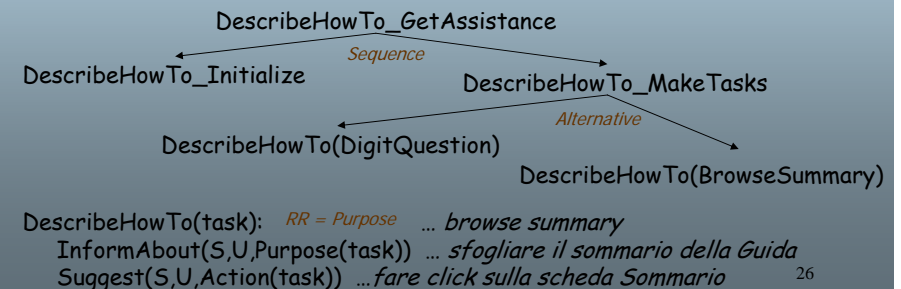 DescribeHowTo_GetAssistance
Sequence
DescribeHowTo_Initialize
DescribeHowTo_MakeTasks
Alternative
DescribeHowTo(DigitQuestion)
DescribeHowTo(BrowseSummary)
DescribeHowTo(task): RR = Purpose … browse summary
InformAbout(S,U,Purpose(task)) … sfogliare il sommario della Guida
Suggest(S,U,Action(task)) …fare click sulla scheda Sommario 26